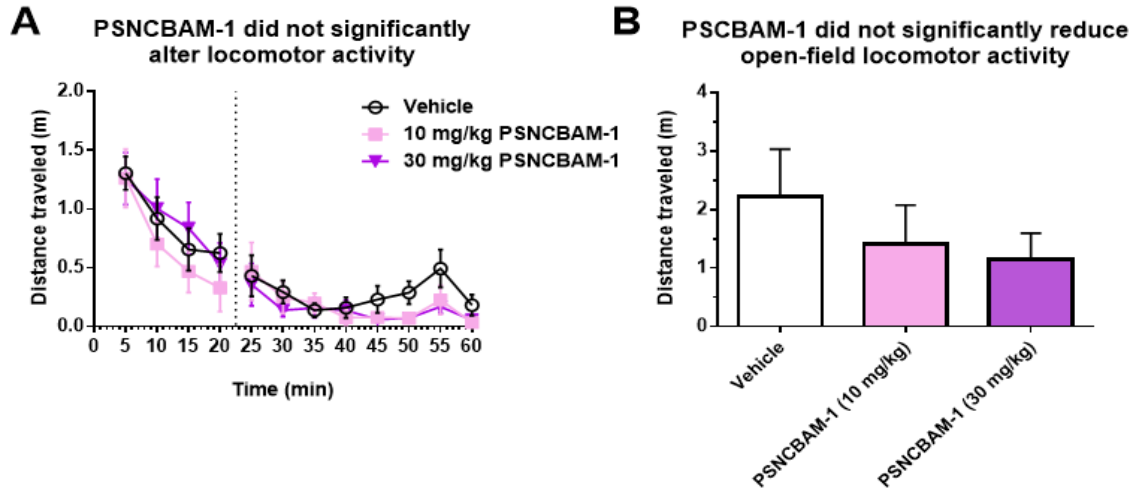 A
PSNCBAM-1 did not significantly
alter locomotor activity
Distance traveled (m)
2.0
1.5
1.0
0.5
0.0
0 5 10 15 20 25 30 35 40 45 50 55 60
Time (min)
Vehicle
10 mg/kg PSNCBAM-1
30 mg/kg PSNCBAM-1
B
PSCBAM-1 did not significantly reduce
open-field locomotor activity
Distance traveled (m)
4
3
2
1
0
Vehicle
PSNCBAM-1 (10 mg/kg)
PSNCBAM-1 (30 mg/kg)